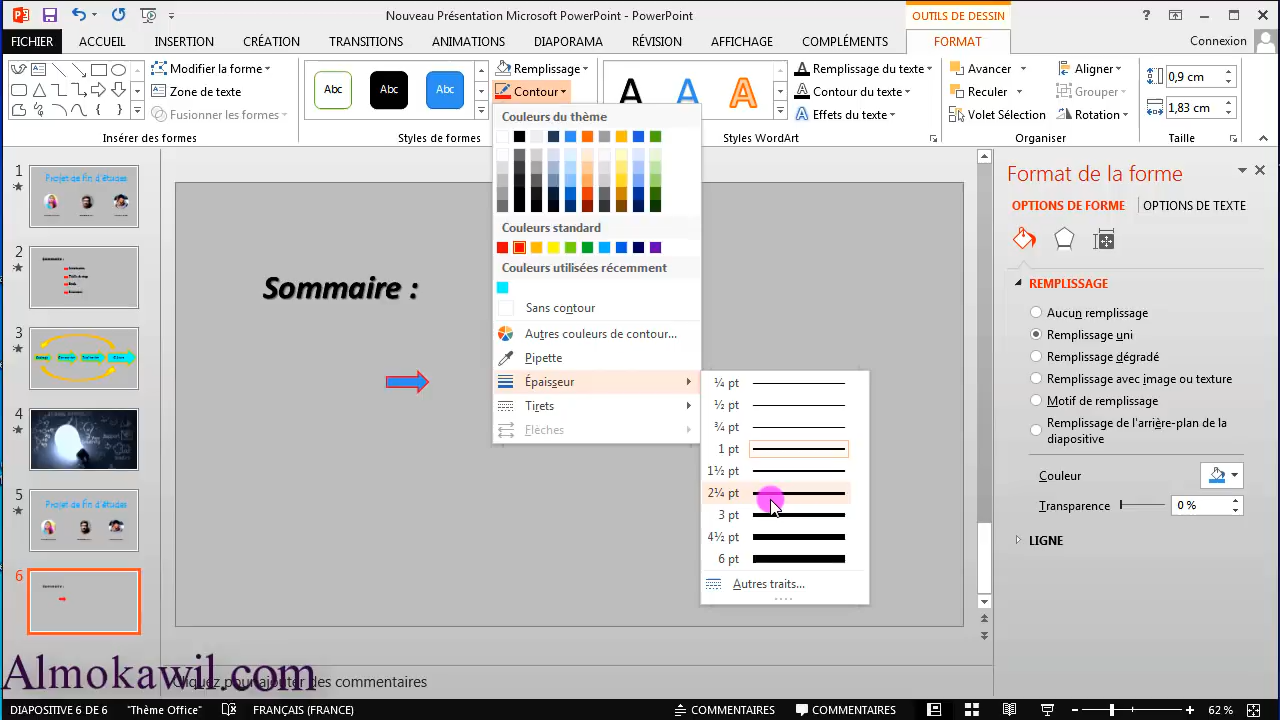 Nouveau Présentation Microsoft PowerPoint - PowerPoint
OUTILS DE DESSIN
?
FICHIER
ACCUEIL
INSERTION
CRÉATION
TRANSITIONS
ANIMATIONS
DIAPORAMA
RÉVISION
AFFICHAGE
COMPLÉMENTS
FORMAT
Connexion
Modifier la forme
Zone de texte
Fusionner les formes
Insérer des formes
Abc
Abc
Abc
Styles de formes
Remplissage
Contour
A
A
A
Styles WordArt
Remplissage du texte
Contour du texte
Effets du texte
Avancer
Reculer
Volet Sélection
Aligner
Grouper
Rotation
Organiser
0,9 cm
1,83 cm
Taille
Couleurs du thème
Couleurs standard
Couleurs utilisées récemment
Sans contour
Autres couleurs de contour...
Pipette
Épaisseur
Tirets
Flèches
¼ pt
½ pt
¾ pt
1 pt
1½ pt
2¼ pt
3 pt
4½ pt
6 pt
Autres traits...
1
Projet de fin d'études
2
Sommaire :
3
4
5
Projet de fin d'études
6
Sommaire :
Sommaire :
Format de la forme
OPTIONS DE FORME
OPTIONS DE TEXTE
REMPLISSAGE
Aucun remplissage
Remplissage uni
Remplissage dégradé
Remplissage avec image ou texture
Motif de remplissage
Remplissage de l'arrière-plan de la
diapositive
Couleur
Transparence
0 %
LIGNE
Almokawil.com
Cliquez pour ajouter des commentaires
DIAPOSITIVE 6 DE 6
"Thème Office"
FRANÇAIS (FRANCE)
COMMENTAIRES
COMMENTAIRES
62 %